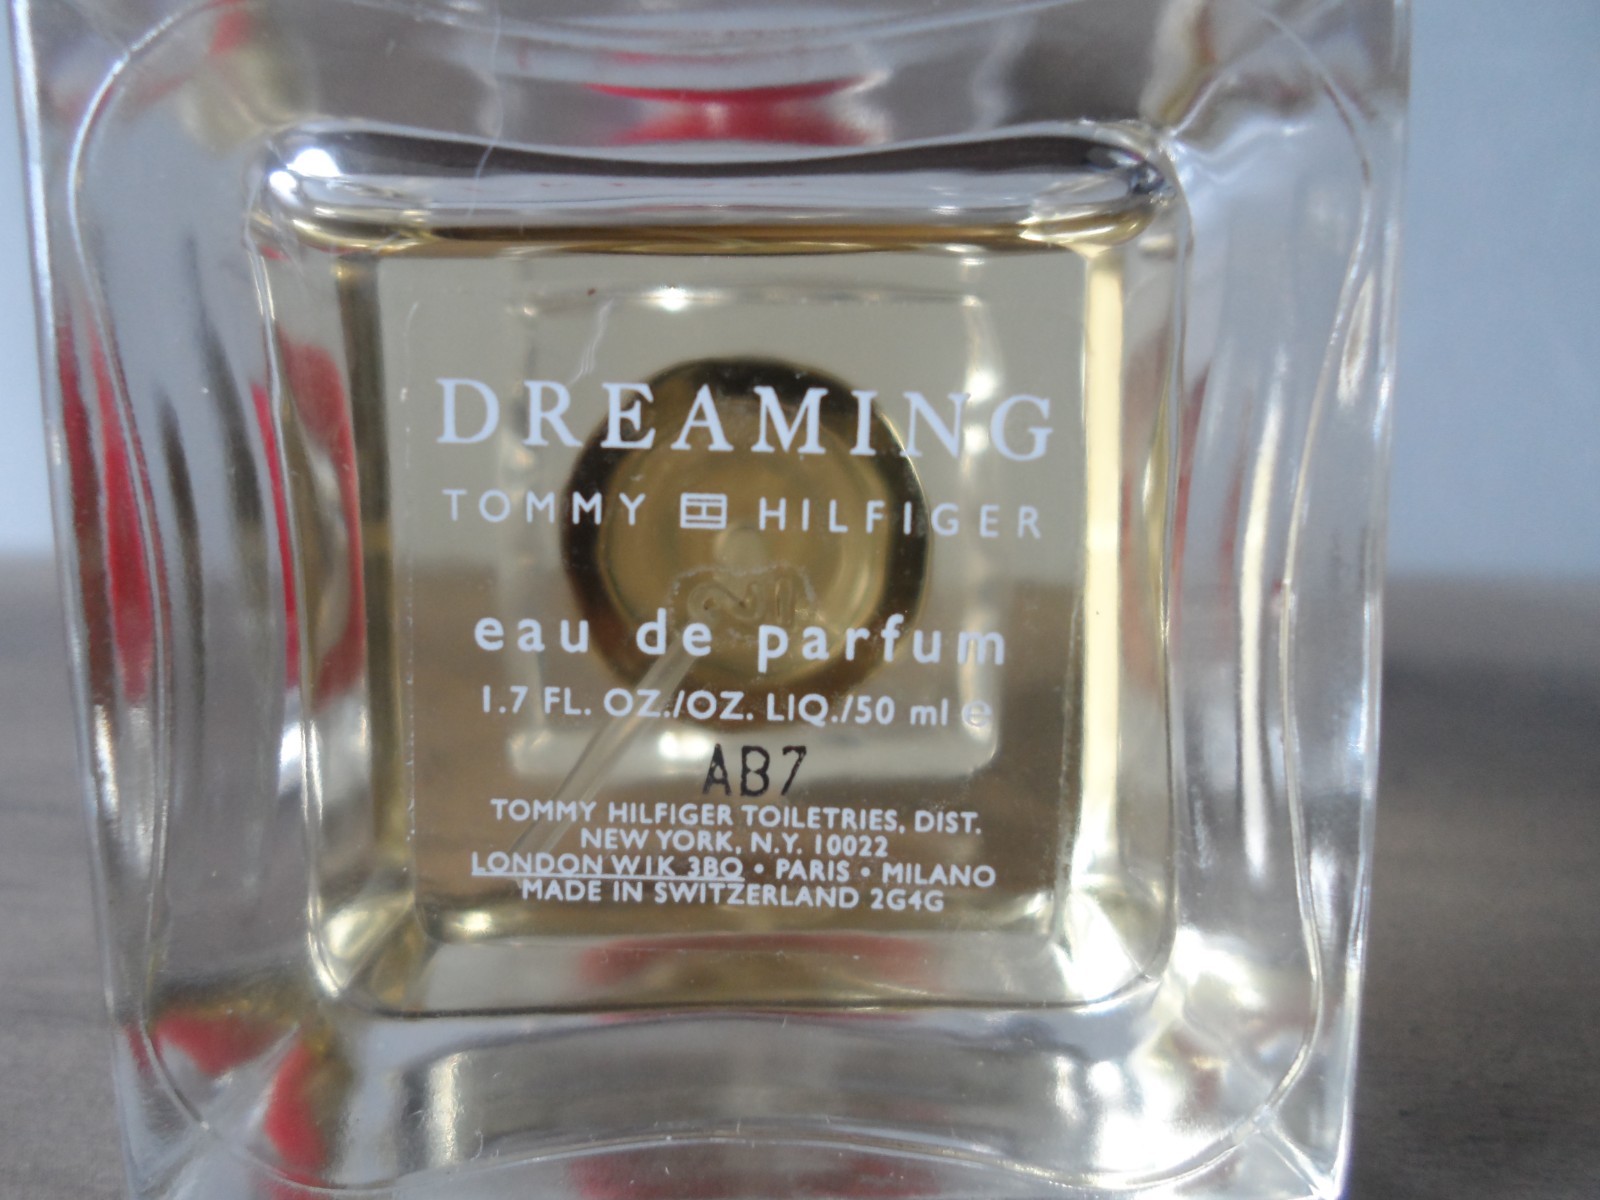 DREAMING
TOMMY HILFIGER
eau de parfum
1.7 FL. OZ./OZ. LIQ./50 ml ℮
AB7
TOMMY HILFIGER TOILETRIES, DIST.
NEW YORK, N.Y. 10022
LONDON W1K 3BQ • PARIS • MILANO
MADE IN SWITZERLAND 2G4G